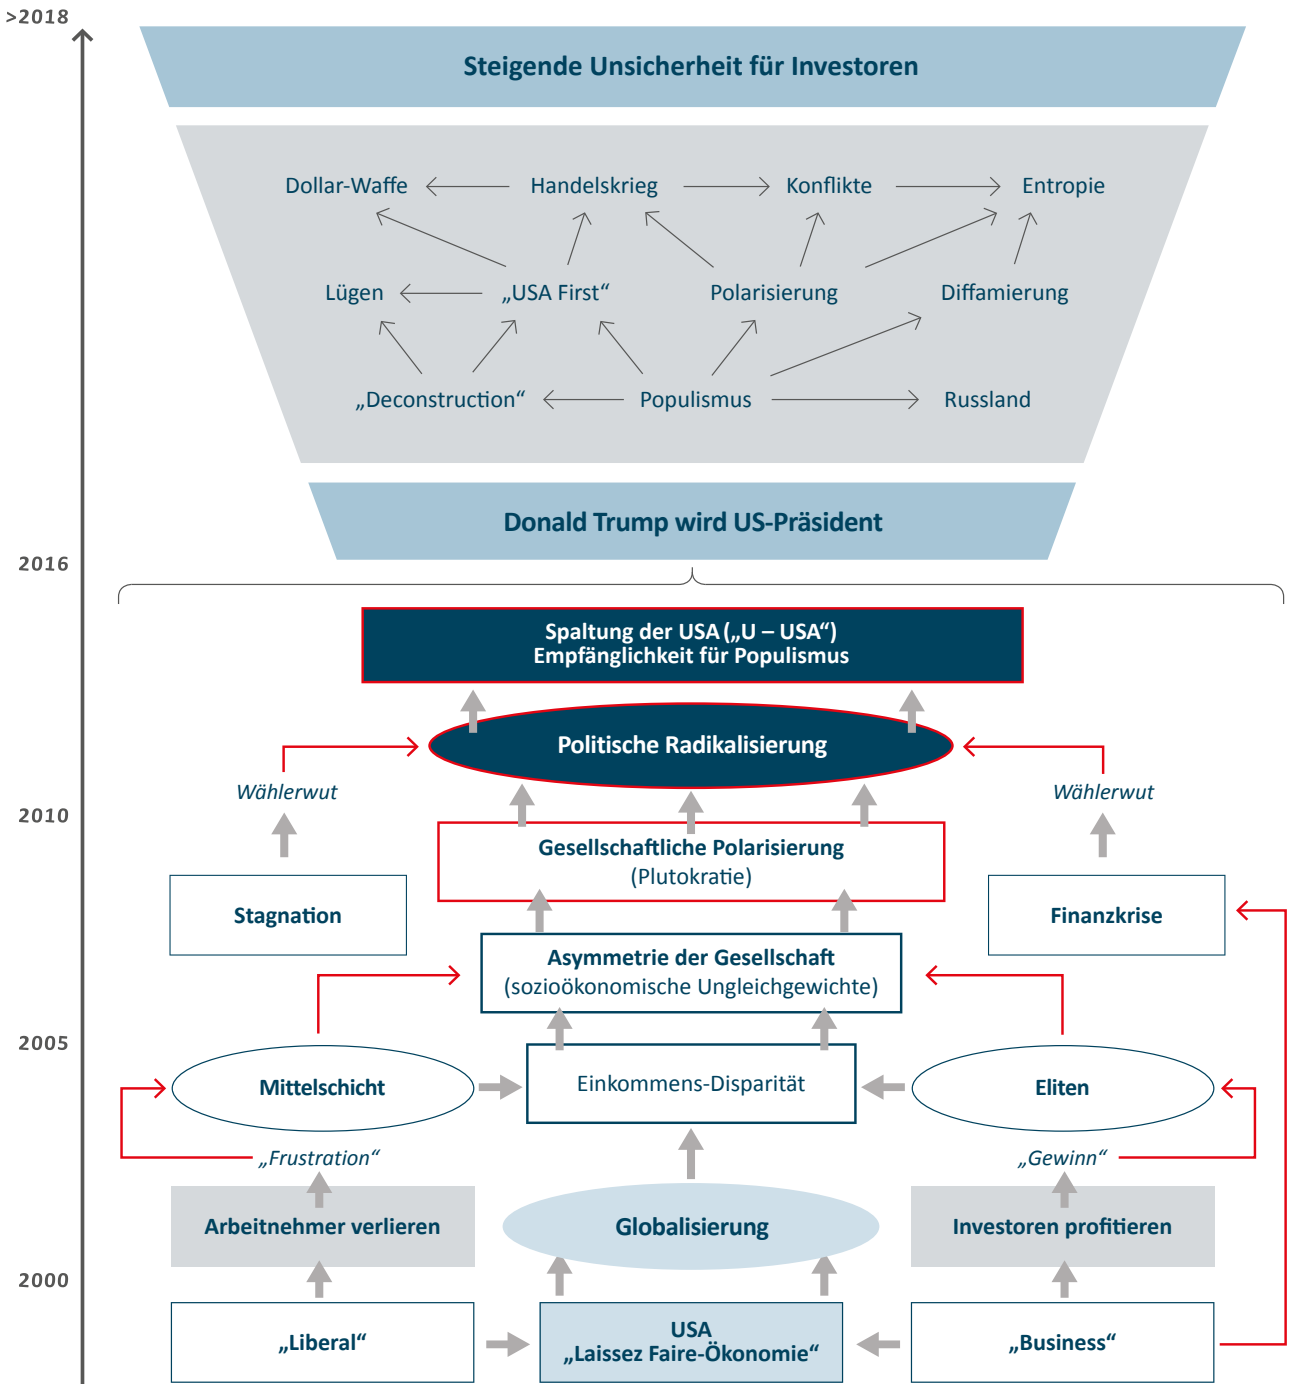 >2018
Steigende Unsicherheit für Investoren
Dollar-Waffe
Handelskrieg
Konflikte
Entropie
Lügen
„USA First“
Polarisierung
Diffamierung
„Deconstruction“
Populismus
Russland
Donald Trump wird US-Präsident
2016
Spaltung der USA („U – USA“)
Empfänglichkeit für Populismus
Politische Radikalisierung
Wählerwut
Wählerwut
2010
Gesellschaftliche Polarisierung
(Plutokratie)
Stagnation
Finanzkrise
Asymmetrie der Gesellschaft
(sozioökonomische Ungleichgewichte)
2005
Mittelschicht
Einkommens-Disparität
Eliten
„Frustration“
„Gewinn“
Arbeitnehmer verlieren
Globalisierung
Investoren profitieren
2000
„Liberal“
USA
„Laissez Faire-Ökonomie“
„Business“